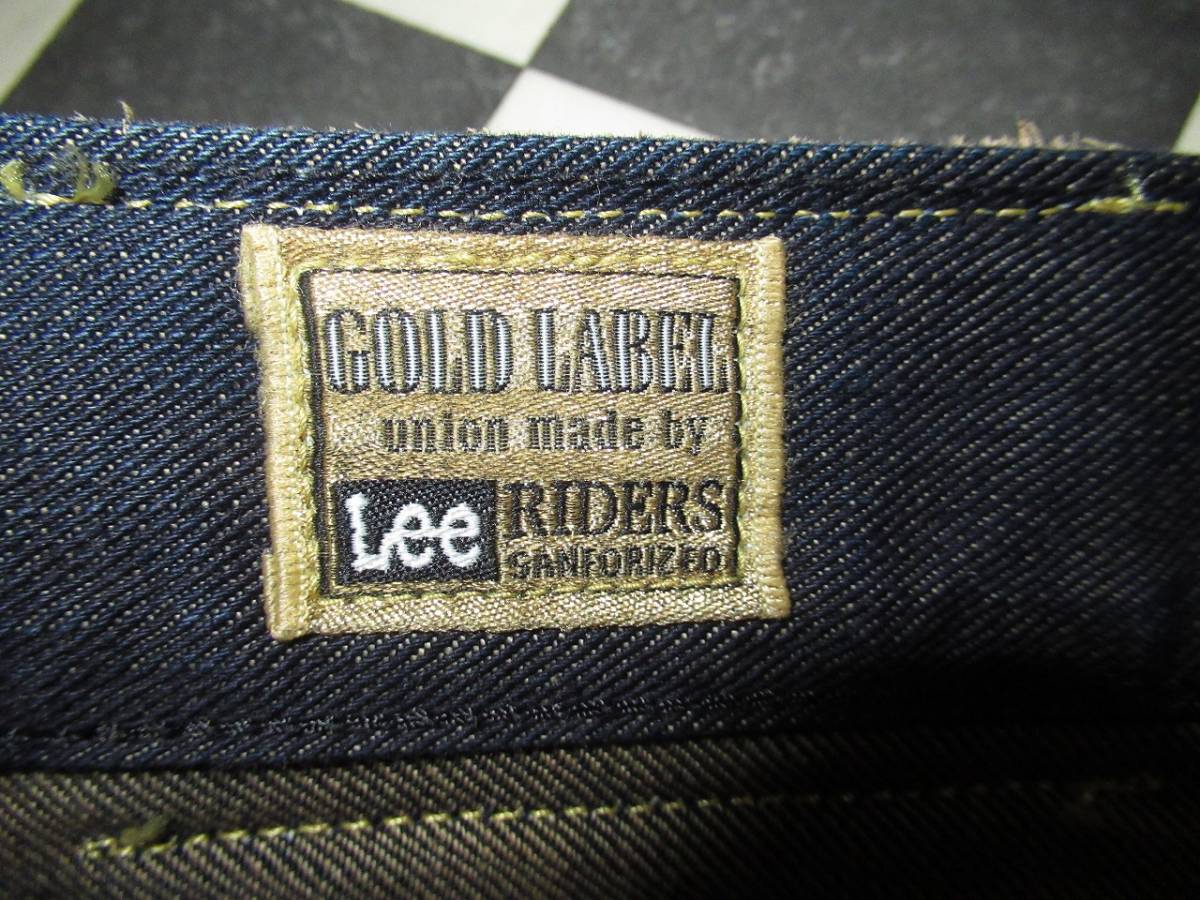 GOLD LABEL
union made by
Lee RIDERS
SANFORIZED